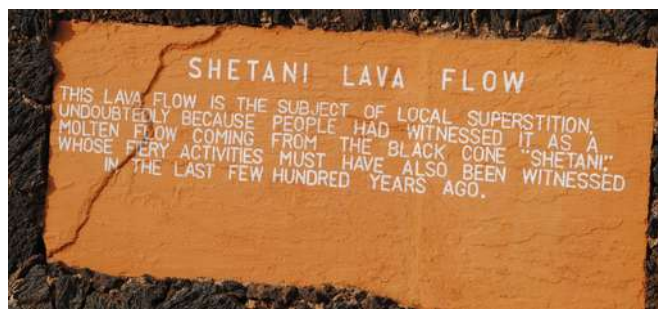 SHETANI LAVA FLOW
THIS LAVA FLOW IS THE SUBJECT OF LOCAL SUPERSTITION,
UNDOUBTEDLY BECAUSE PEOPLE HAD WITNESSED IT AS A
MOLTEN FLOW COMING FROM THE BLACK CONE "SHETANI,"
WHOSE FIERY ACTIVITIES MUST HAVE ALSO BEEN WITNESSED
IN THE LAST FEW HUNDRED YEARS AGO.